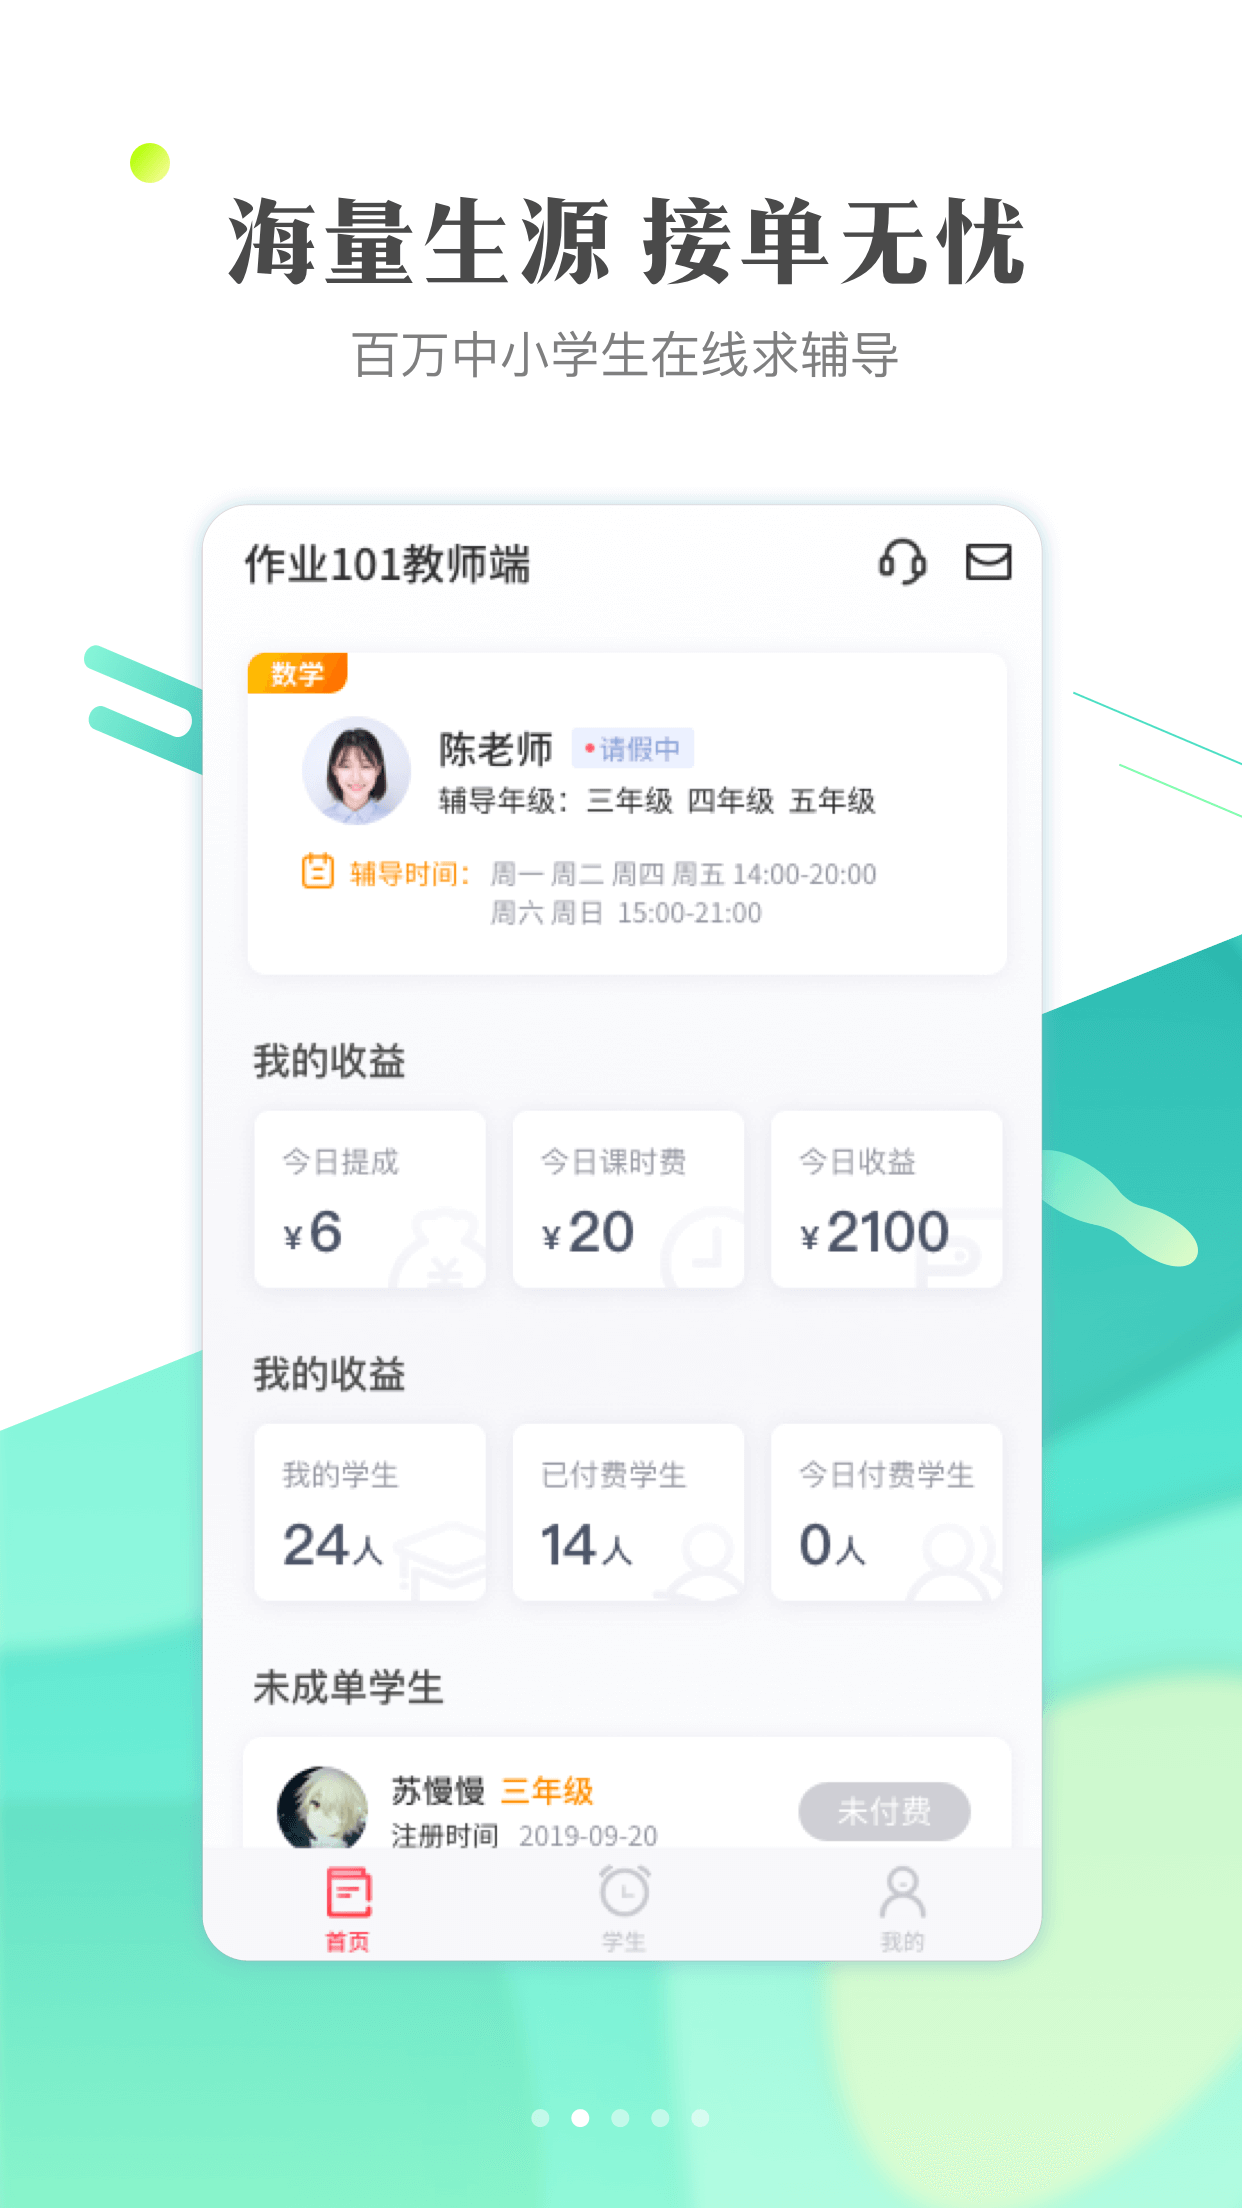 海量生源 接单无忧
百万中小学生在线求辅导
作业101教师端
数学
陈老师 请假中
辅导年级：三年级 四年级 五年级
辅导时间： 周一 周二 周四 周五 14:00-20:00
周六 周日 15:00-21:00
我的收益
今日提成 今日课时费 今日收益
¥6 ¥20 ¥2100
我的收益
我的学生 已付费学生 今日付费学生
24人 14人 0人
未成单学生
苏慢慢 三年级
未付费
注册时间 2019-09-20
首页 学生 我的